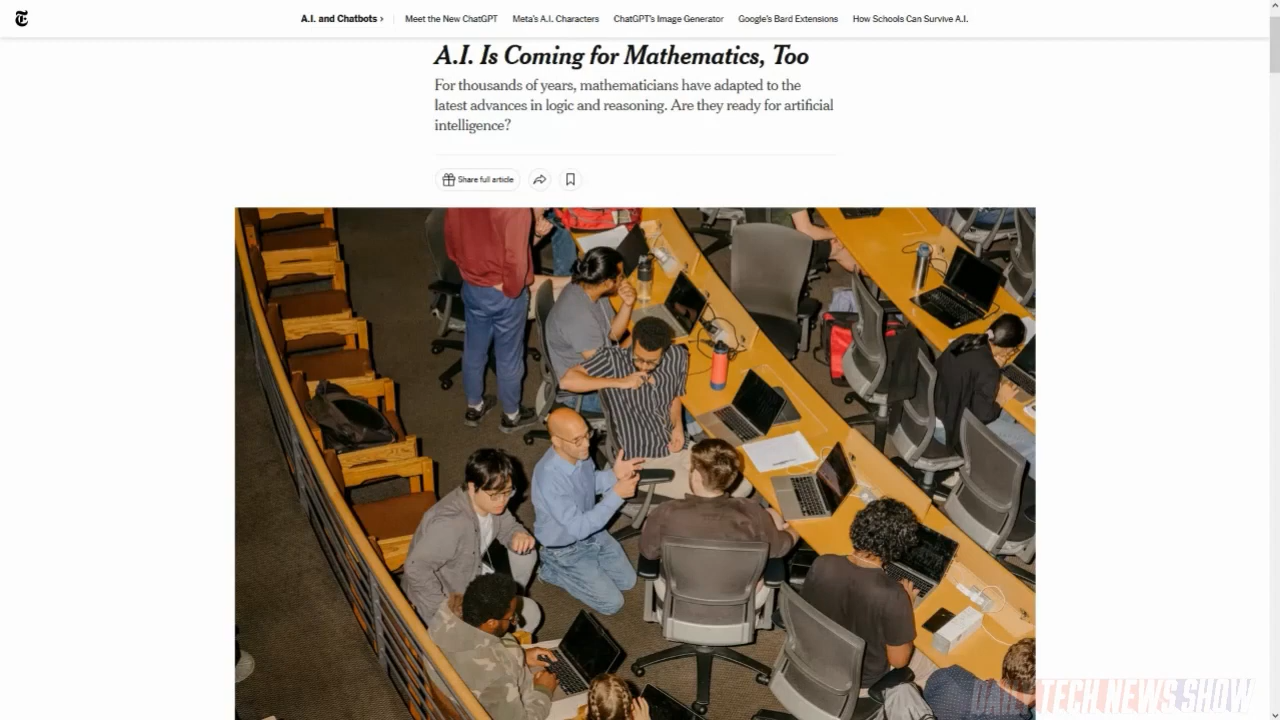 A.I. and Chatbots › Meet the New ChatGPT Meta's A.I. Characters ChatGPT's Image Generator Google's Bard Extensions How Schools Can Survive A.I.
A.I. Is Coming for Mathematics, Too
For thousands of years, mathematicians have adapted to the
latest advances in logic and reasoning. Are they ready for artificial
intelligence?
Share full article
DAILY TECH NEWS SHOW